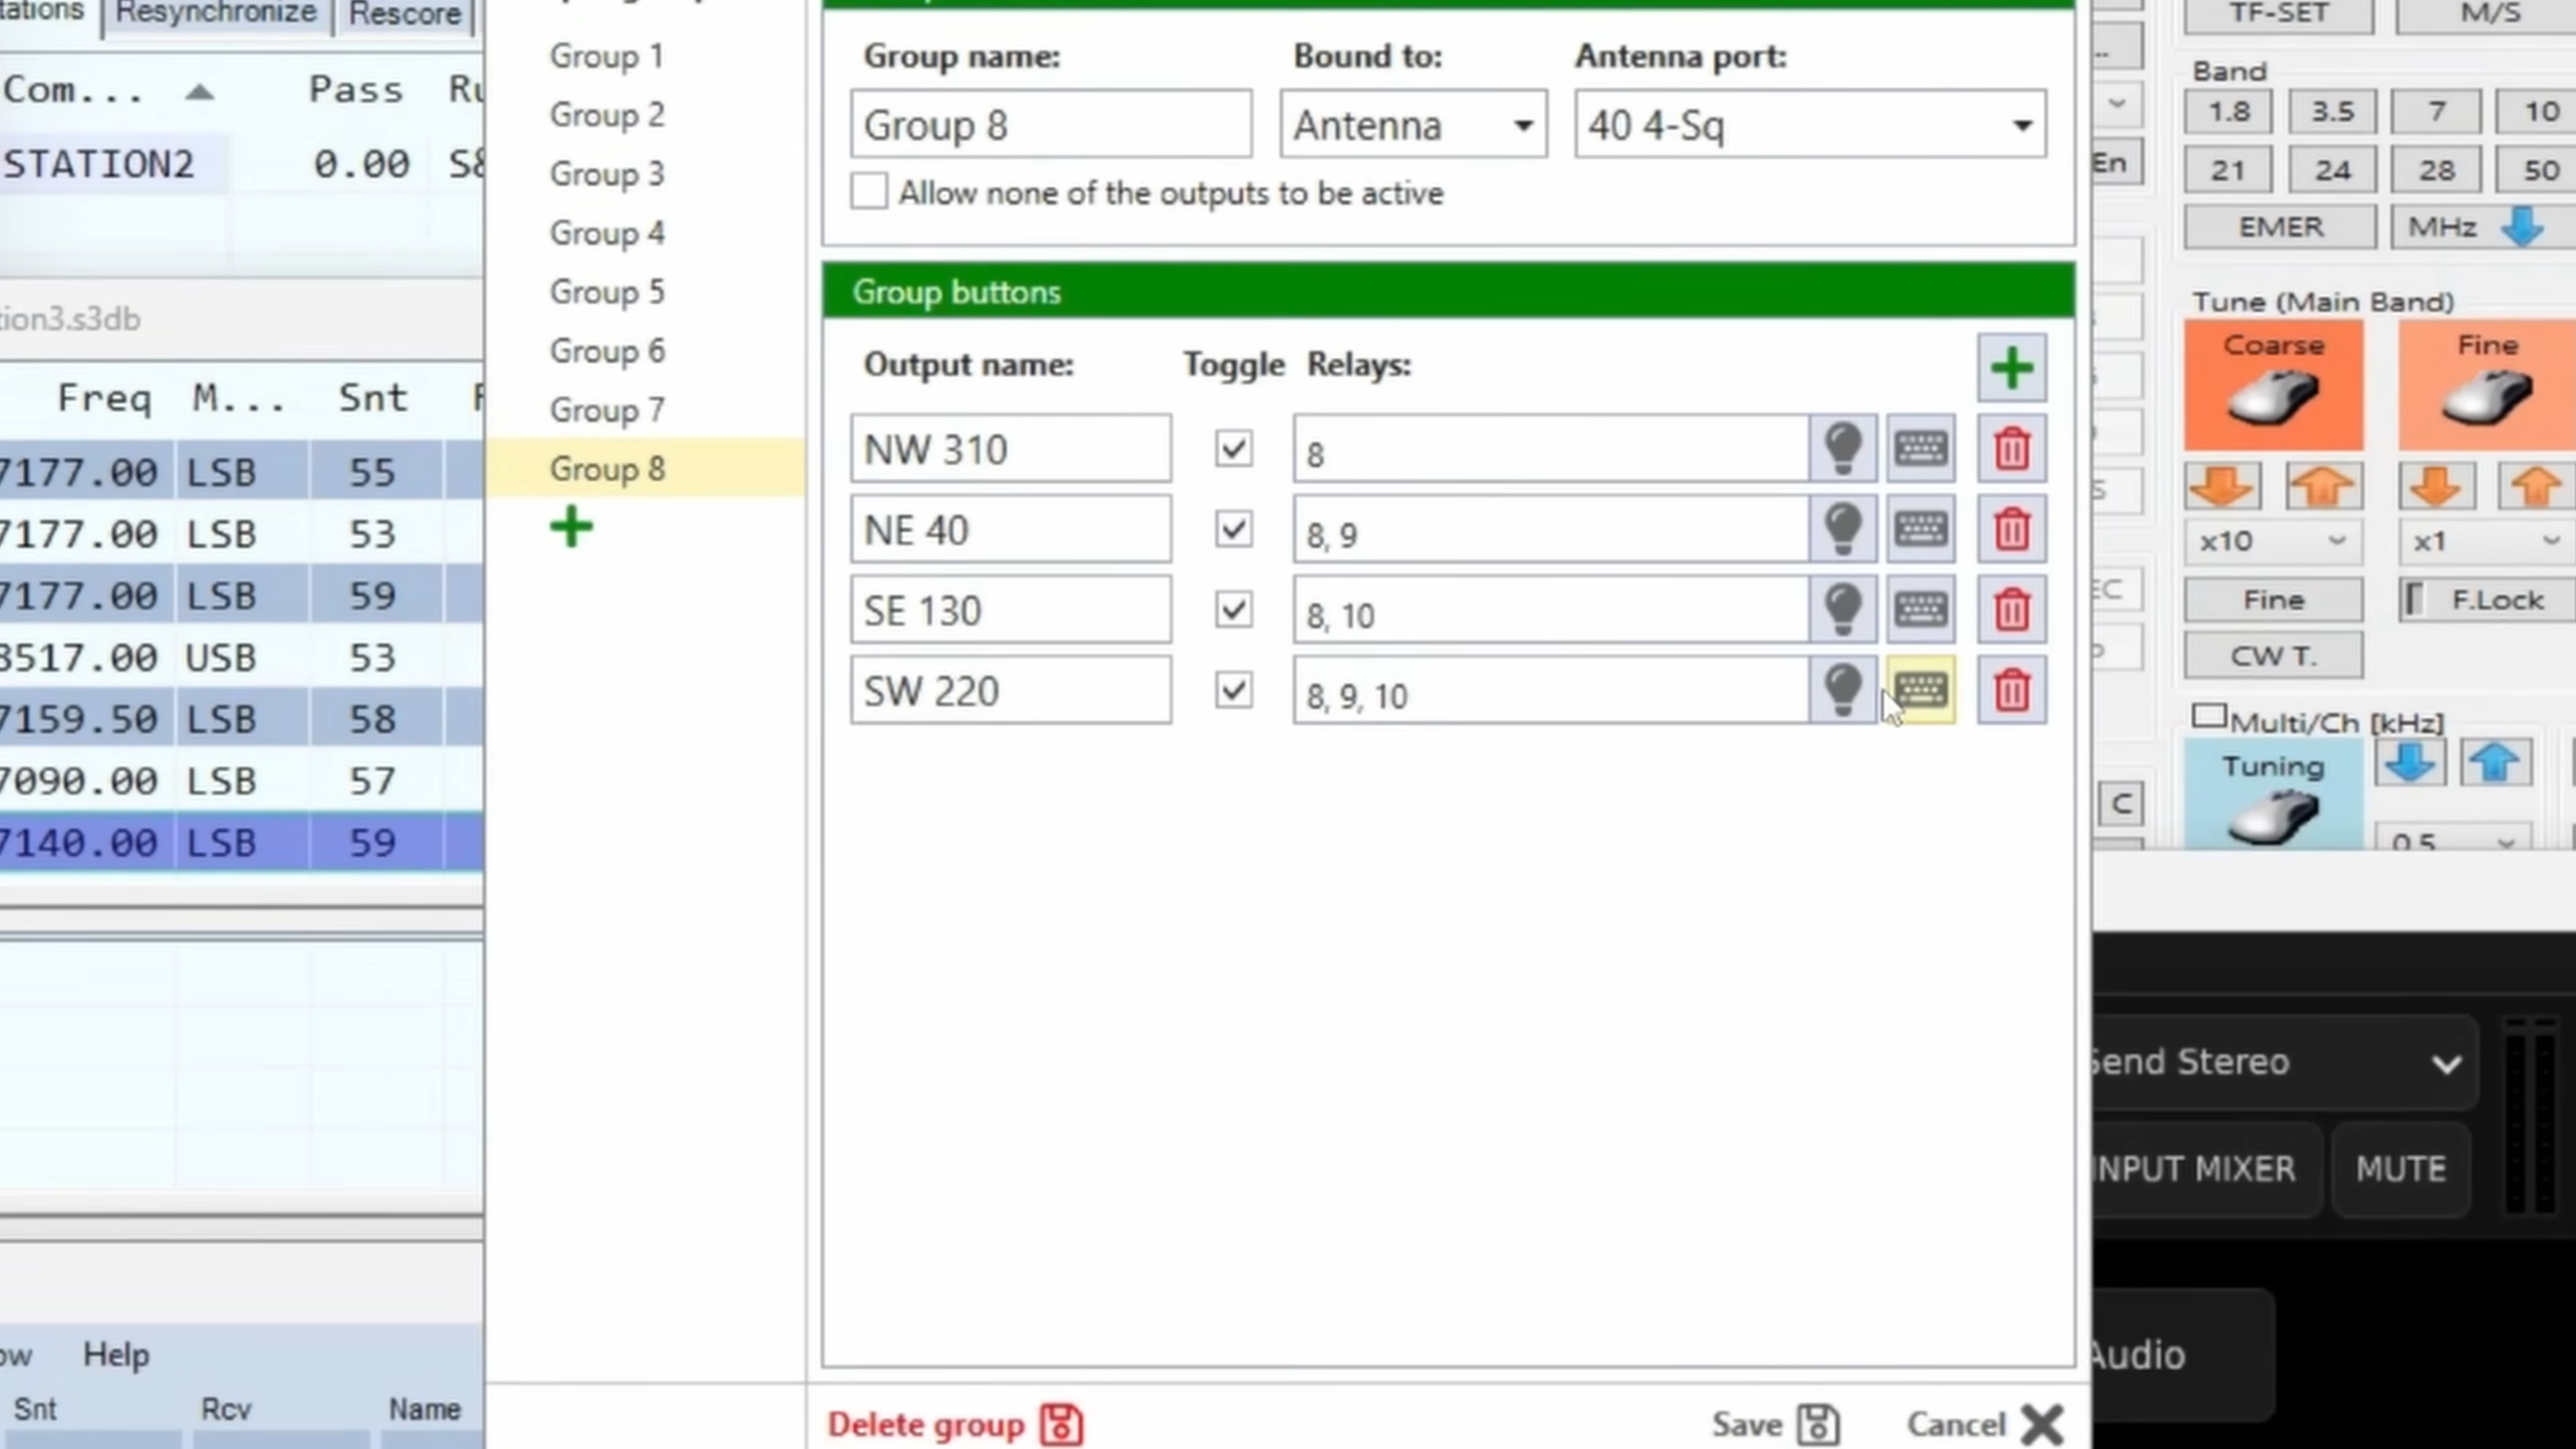 Resynchronize
Rescore
Com...
Pass
STATION2
0.00
tion3.s3db
Freq
M...
Snt
7177.00 LSB 55
7177.00 LSB 53
7177.00 LSB 59
3517.00 USB 53
7159.50 LSB 58
7090.00 LSB 57
7140.00 LSB 59
Help
Snt
Rcv
Name
Group 1
Group 2
Group 3
Group 4
Group 5
Group 6
Group 7
Group 8
Group name:
Bound to:
Antenna port:
Group 8
Antenna
40 4-Sq
Allow none of the outputs to be active
Group buttons
Output name:
Toggle
Relays:
NW 310
8
NE 40
8, 9
SE 130
8, 10
SW 220
8, 9, 10
Delete group
Save
Cancel
TF-SET
M/S
Band
1.8
3.5
7
10
En
21
24
28
50
EMER
MHz
Tune (Main Band)
Coarse
Fine
x10
x1
Fine
F.Lock
CW T.
Multi/Ch [kHz]
Tuning
C
0.5
Send Stereo
INPUT MIXER
MUTE
Audio